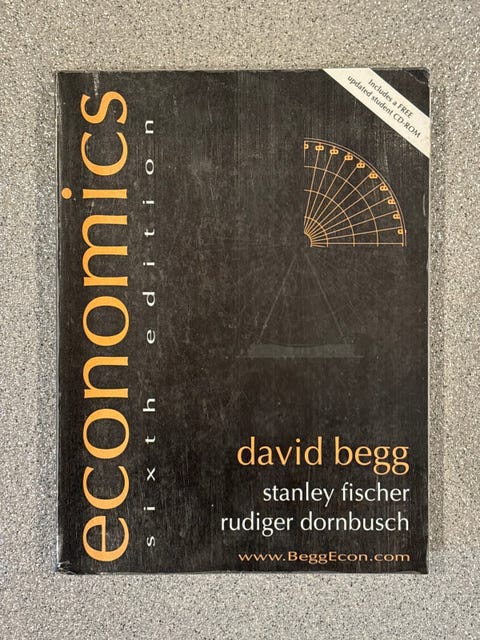 Includes a FREE
updated student CD-ROM
economics
sixth edition
david begg
stanley fischer
rudiger dornbusch
www.BeggEcon.com